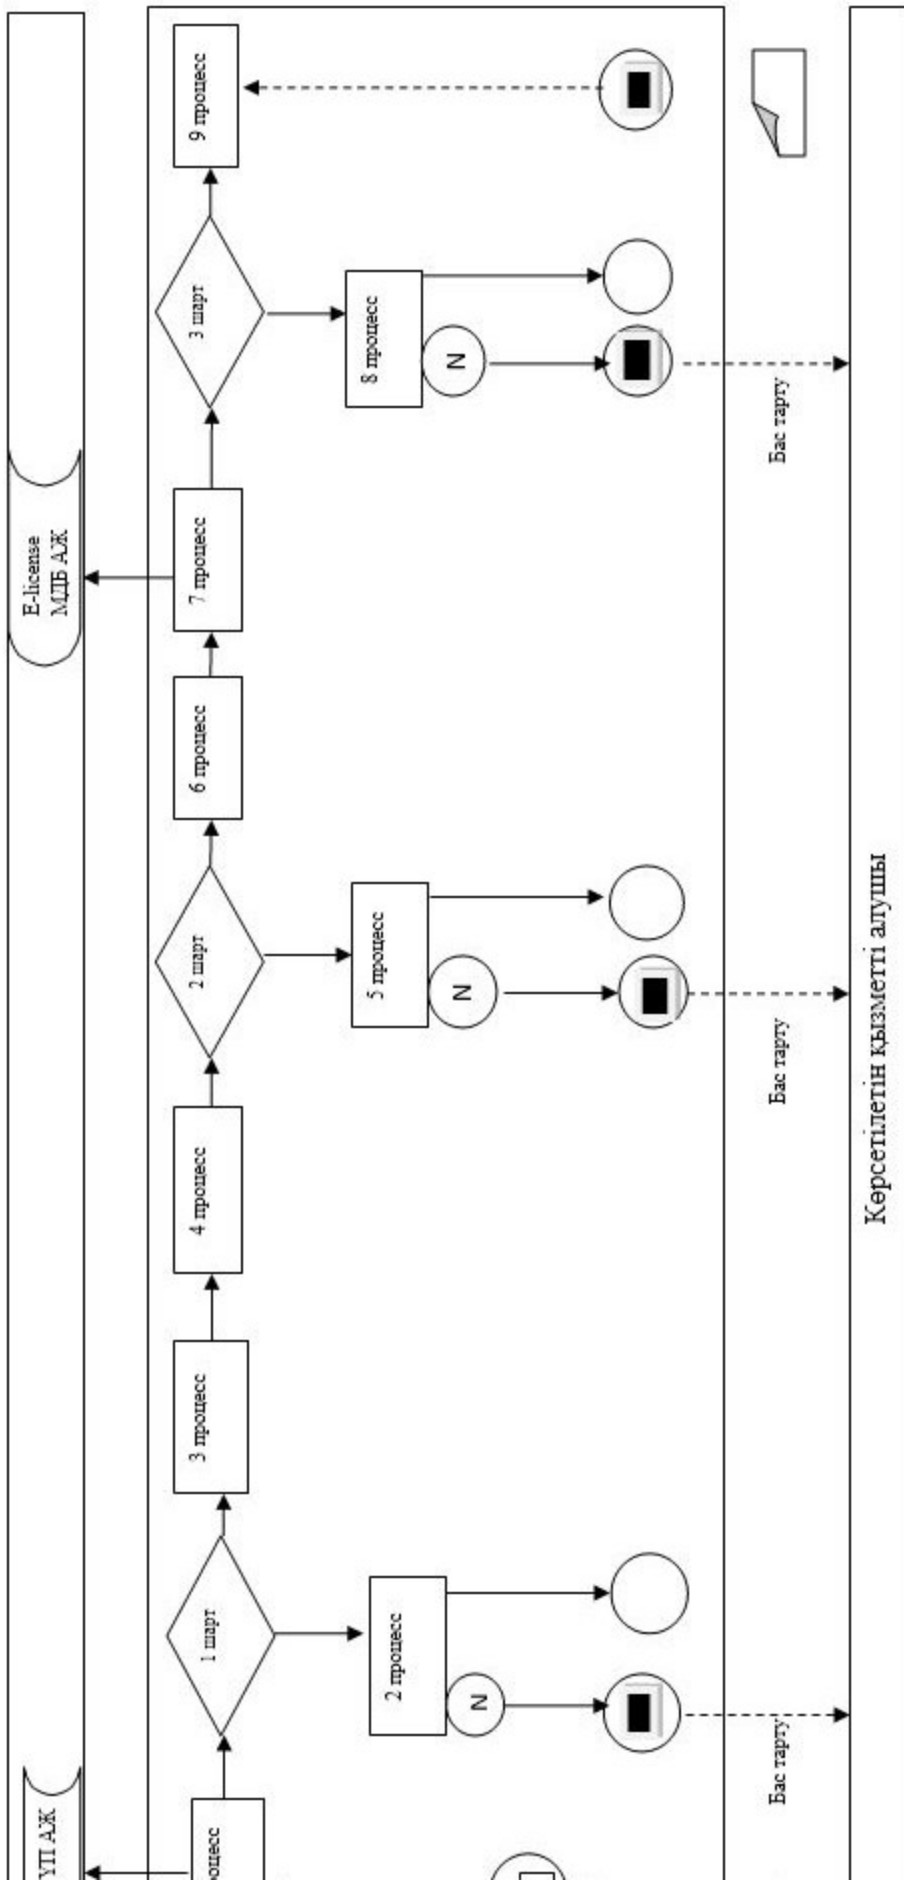 ҮП АЖ
E-license
МДБ АЖ
оцесс
1 шарт
3 процесс
4 процесс
2 шарт
6 процесс
7 процесс
3 шарт
9 процесс
2 процесс
5 процесс
8 процесс
N
N
N
Бас тарту
Бас тарту
Бас тарту
Көрсетілетін қызметті алушы